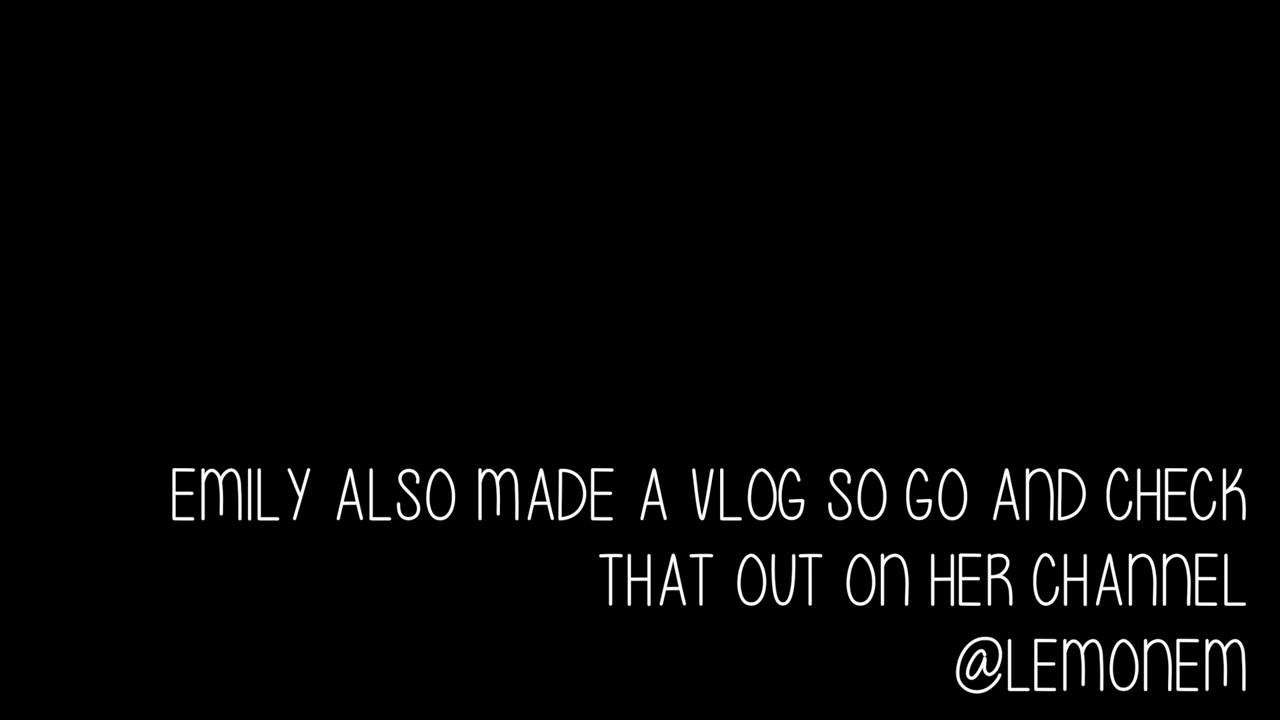 EMILY ALSO MADE A VLOG SO GO AND CHECK
THAT OUT ON HER CHANNEL
@LEMONEM